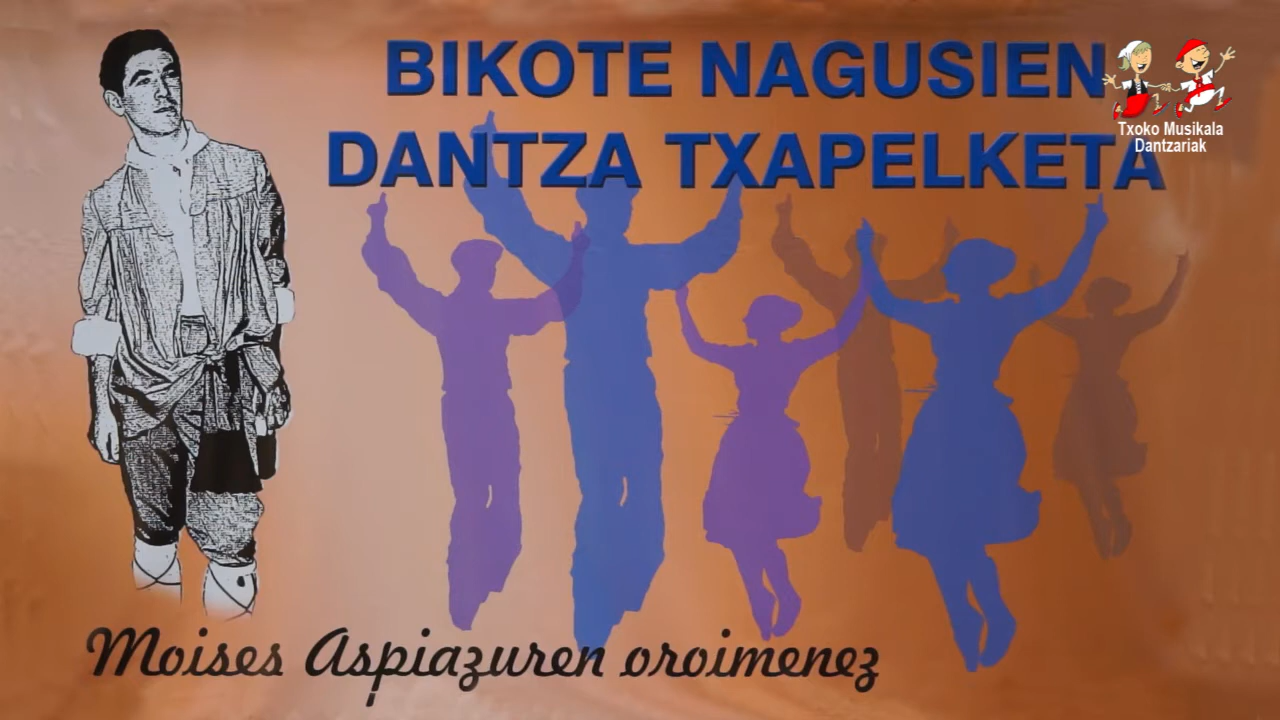 BIKOTE NAGUSIEN
DANTZA TXAPELKETA
Txoko Musikala
Dantzariak
Moises Aspiazuren oroimenez